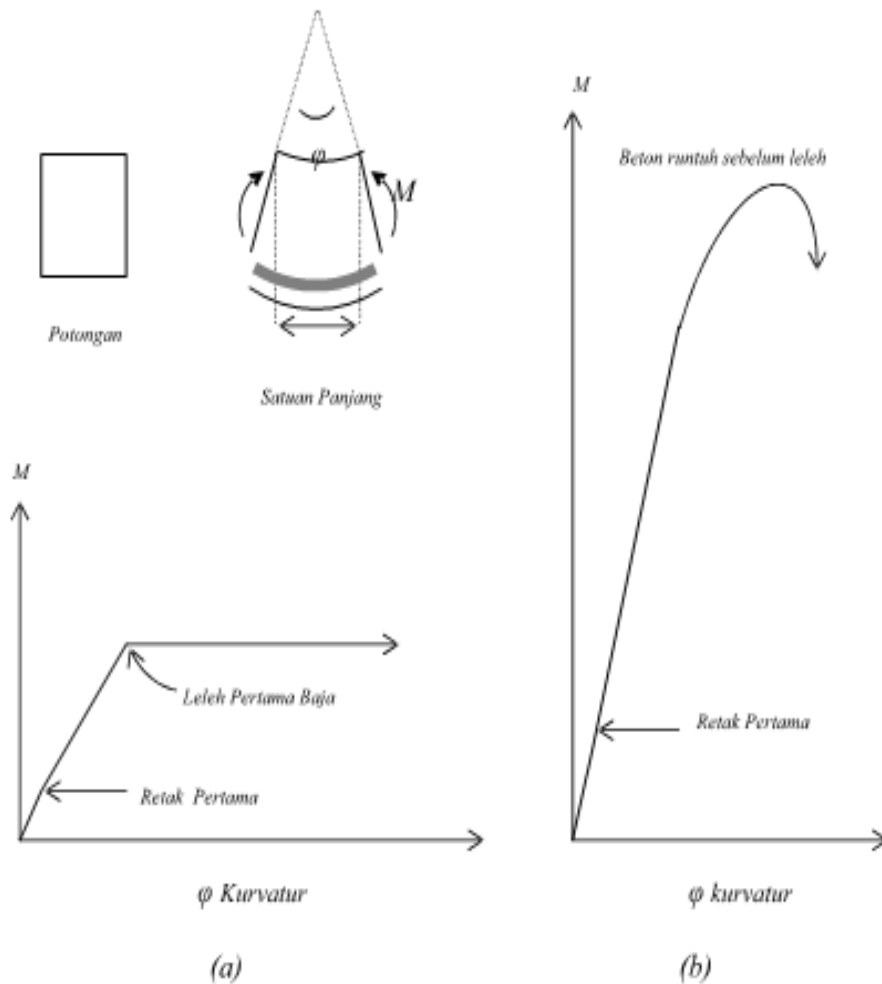 φ
M
Potongan
Satuan Panjang
M
Leleh Pertama Baja
Retak Pertama
φ Kurvatur
(a)
M
Beton runtuh sebelum leleh
Retak Pertama
φ kurvatur
(b)